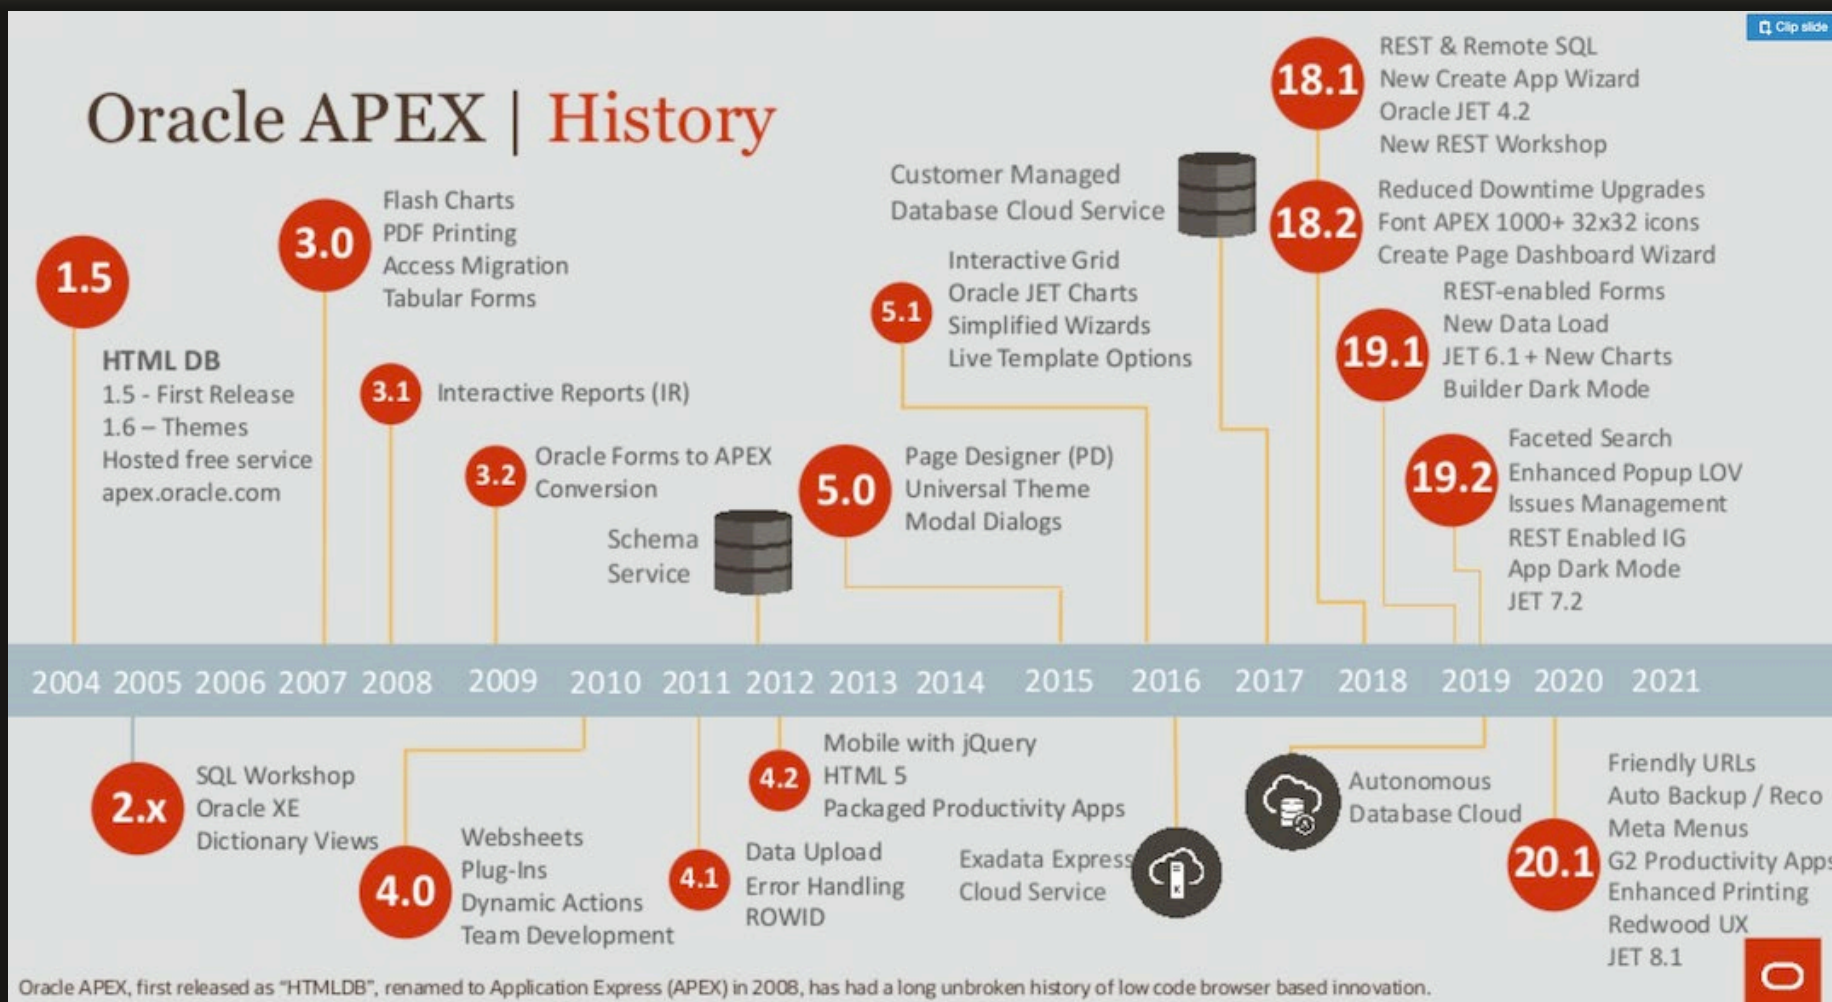 Clip slide
Oracle APEX | History
1.5
HTML DB
1.5 - First Release
1.6 – Themes
Hosted free service
apex.oracle.com
3.0
Flash Charts
PDF Printing
Access Migration
Tabular Forms
3.1
Interactive Reports (IR)
3.2
Oracle Forms to APEX
Conversion
Schema
Service
5.0
Page Designer (PD)
Universal Theme
Modal Dialogs
5.1
Interactive Grid
Oracle JET Charts
Simplified Wizards
Live Template Options
Customer Managed
Database Cloud Service
18.1
REST & Remote SQL
New Create App Wizard
Oracle JET 4.2
New REST Workshop
18.2
Reduced Downtime Upgrades
Font APEX 1000+ 32x32 icons
Create Page Dashboard Wizard
19.1
REST-enabled Forms
New Data Load
JET 6.1 + New Charts
Builder Dark Mode
19.2
Faceted Search
Enhanced Popup LOV
Issues Management
REST Enabled IG
App Dark Mode
JET 7.2
2004 2005 2006 2007 2008 2009 2010 2011 2012 2013 2014 2015 2016 2017 2018 2019 2020 2021
2.x
SQL Workshop
Oracle XE
Dictionary Views
4.0
Websheets
Plug-Ins
Dynamic Actions
Team Development
4.1
Data Upload
Error Handling
ROWID
4.2
Mobile with jQuery
HTML 5
Packaged Productivity Apps
Exadata Express
Cloud Service
K
Autonomous
Database Cloud
20.1
Friendly URLs
Auto Backup / Reco
Meta Menus
G2 Productivity Apps
Enhanced Printing
Redwood UX
JET 8.1
Oracle APEX, first released as “HTMLDB”, renamed to Application Express (APEX) in 2008, has had a long unbroken history of low code browser based innovation.